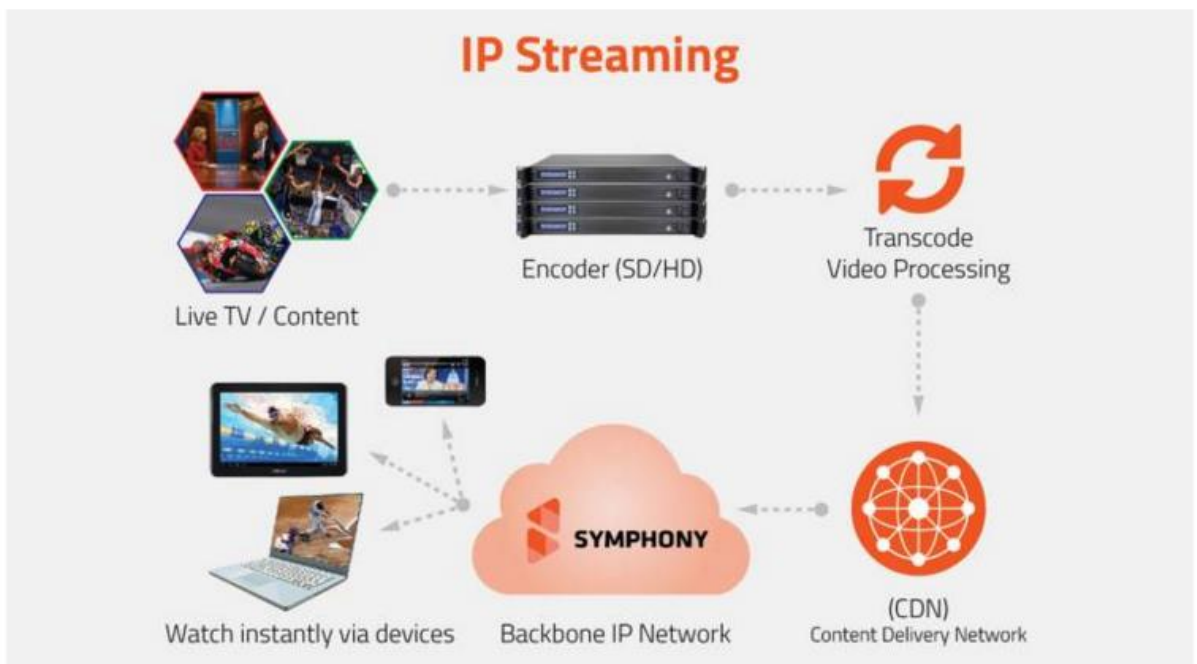 IP Streaming
Live TV / Content
Encoder (SD/HD)
Transcode
Video Processing
Watch instantly via devices
SYMPHONY
Backbone IP Network
(CDN)
Content Delivery Network